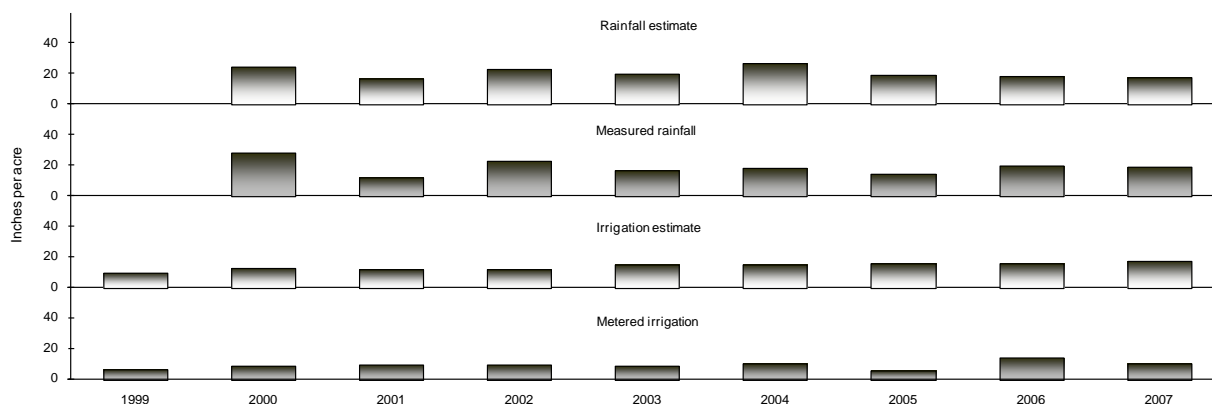 Rainfall estimate
40
20
0
Measured rainfall
40
20
0
Inches per acre
Irrigation estimate
40
20
0
Metered irrigation
40
20
0
1999 2000 2001 2002 2003 2004 2005 2006 2007